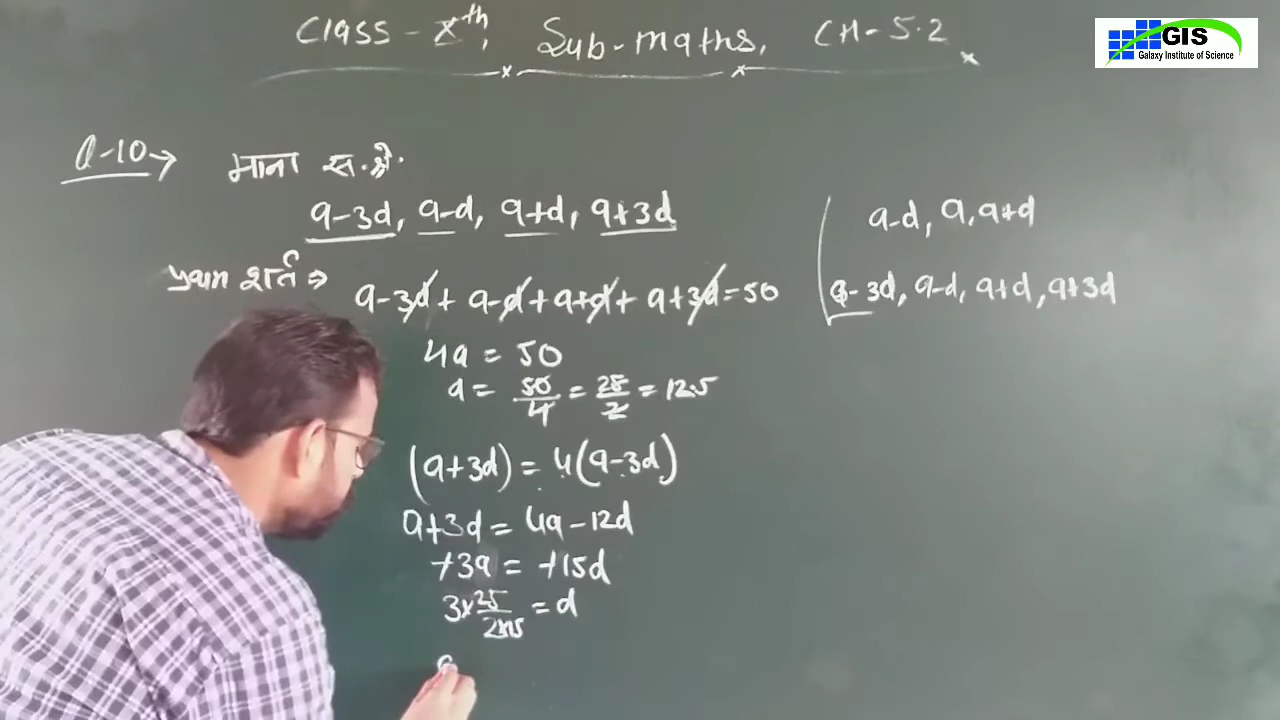 Class - Xth, Sub - maths, CH - 5.2
GIS
Galaxy Institute of Science
Q-10→ माना स.श्रे.
a-3d, a-d, a+d, a+3d
a-d, a, a+d
प्रथम शर्त ⇒ a-3d + a-d + a+d + a+3d = 50
a-3d, a-d, a+d, a+3d
4a = 50
a = 50/4 = 25/2 = 12.5
(a+3d) = 4(a-3d)
a+3d = 4a-12d
+3a = +15d
3×25/2×15 = d